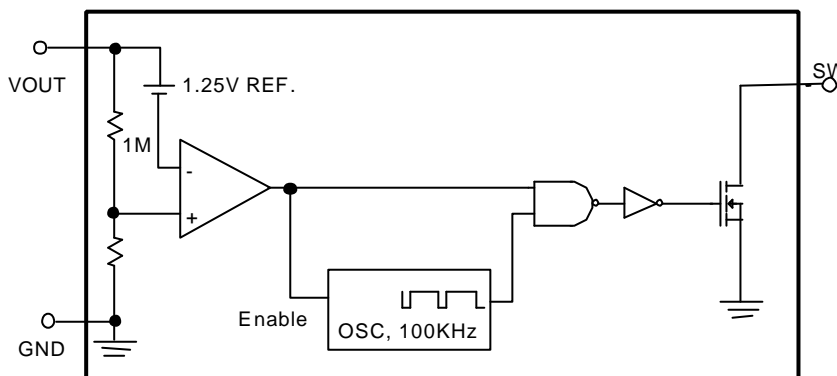 VOUT
1.25V REF.
SW
1M
-
+
Enable
OSC, 100KHz
GND